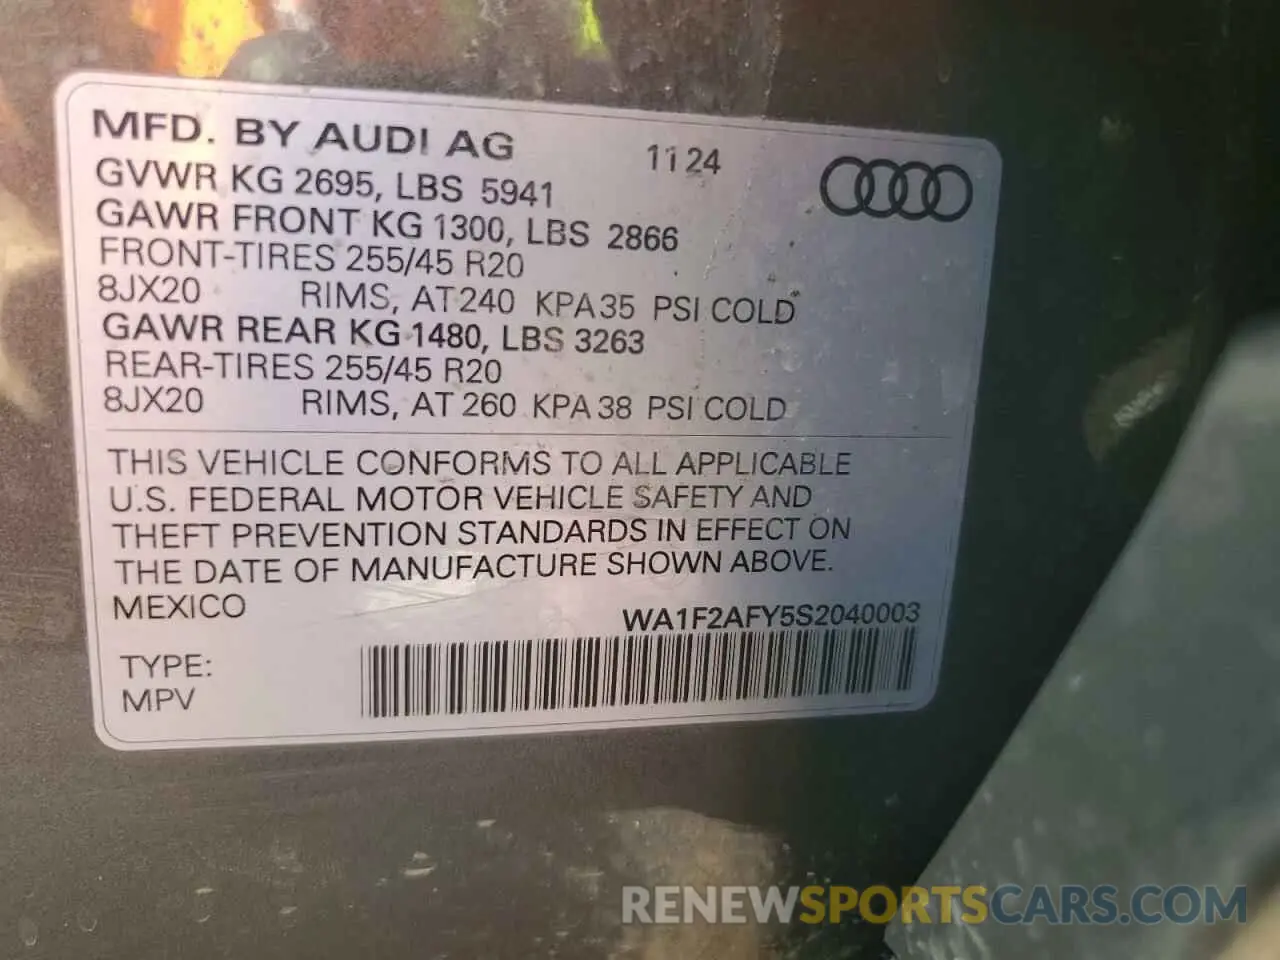 MFD. BY AUDI AG 11 24
GVWR KG 2695, LBS 5941
GAWR FRONT KG 1300, LBS 2866
FRONT-TIRES 255/45 R20
8JX20 RIMS, AT 240 KPA 35 PSI COLD
GAWR REAR KG 1480, LBS 3263
REAR-TIRES 255/45 R20
8JX20 RIMS, AT 260 KPA 38 PSI COLD
THIS VEHICLE CONFORMS TO ALL APPLICABLE
U.S. FEDERAL MOTOR VEHICLE SAFETY AND
THEFT PREVENTION STANDARDS IN EFFECT ON
THE DATE OF MANUFACTURE SHOWN ABOVE.
MEXICO
WA1F2AFY5S2040003
TYPE:
MPV
RENEWSPORTSCARS.COM